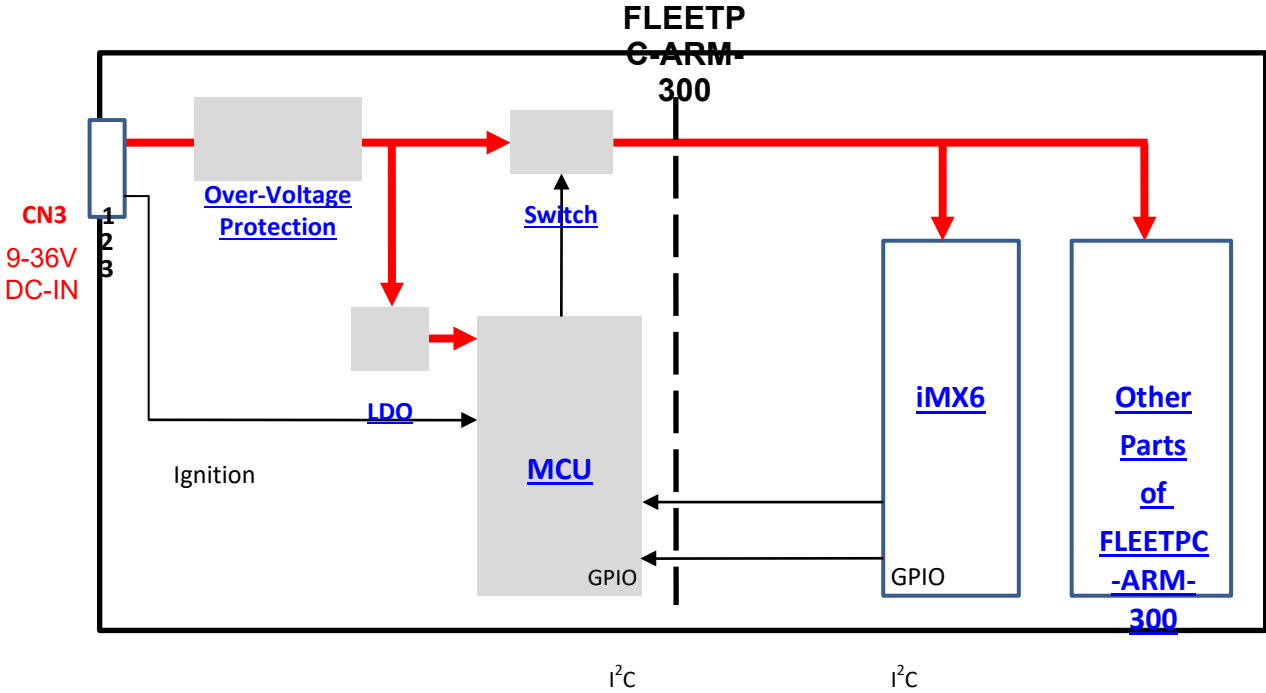 FLEETP
C-ARM-
300
Over-Voltage
Protection
Switch
CN3
1
2
3
9-36V
DC-IN
LDO
iMX6
Other
Parts
of
FLEETPC
-ARM-
300
MCU
Ignition
GPIO
GPIO
I²C
I²C